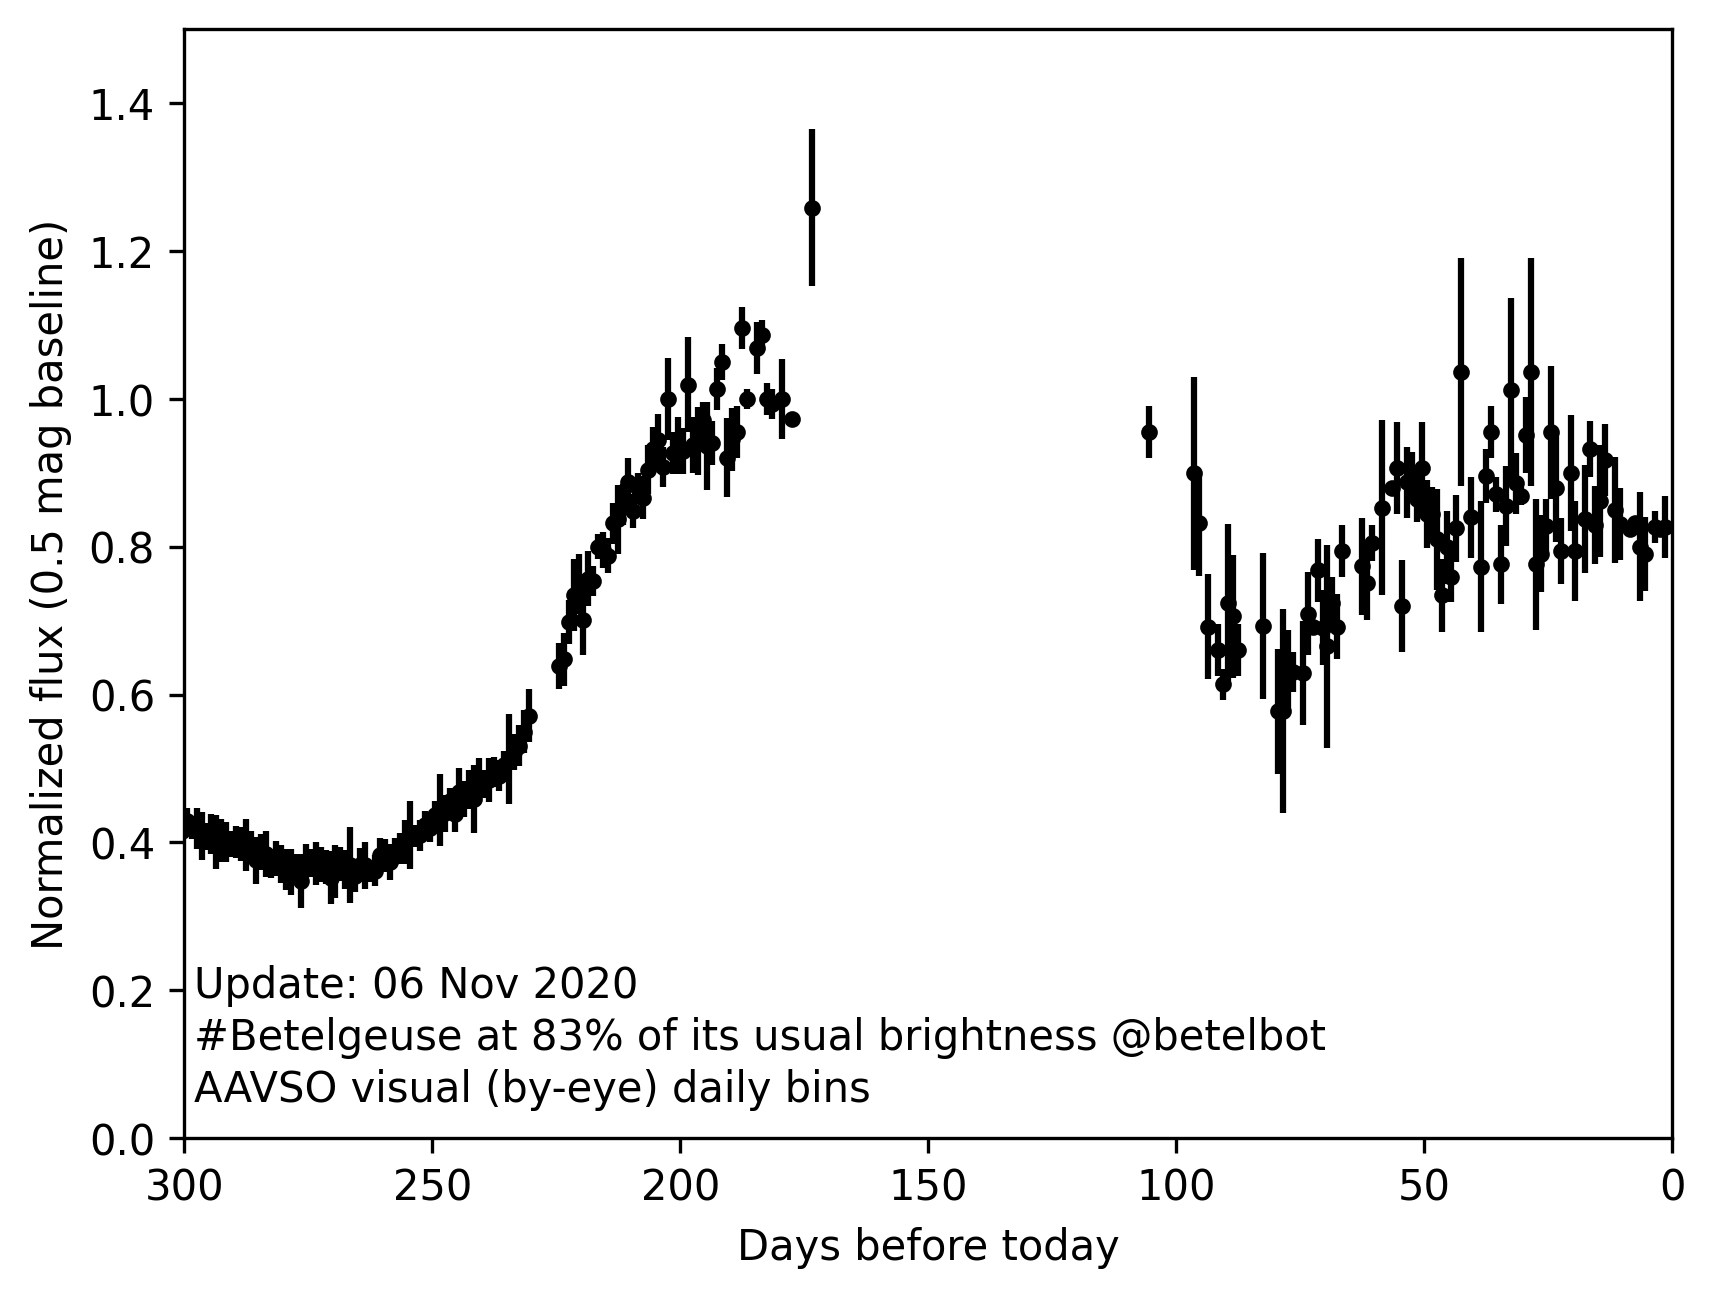 1.4
1.2
1.0
0.8
0.6
0.4
0.2
0.0
Normalized flux (0.5 mag baseline)
Update: 06 Nov 2020
#Betelgeuse at 83% of its usual brightness @betelbot
AAVSO visual (by-eye) daily bins
300 250 200 150 100 50 0
Days before today